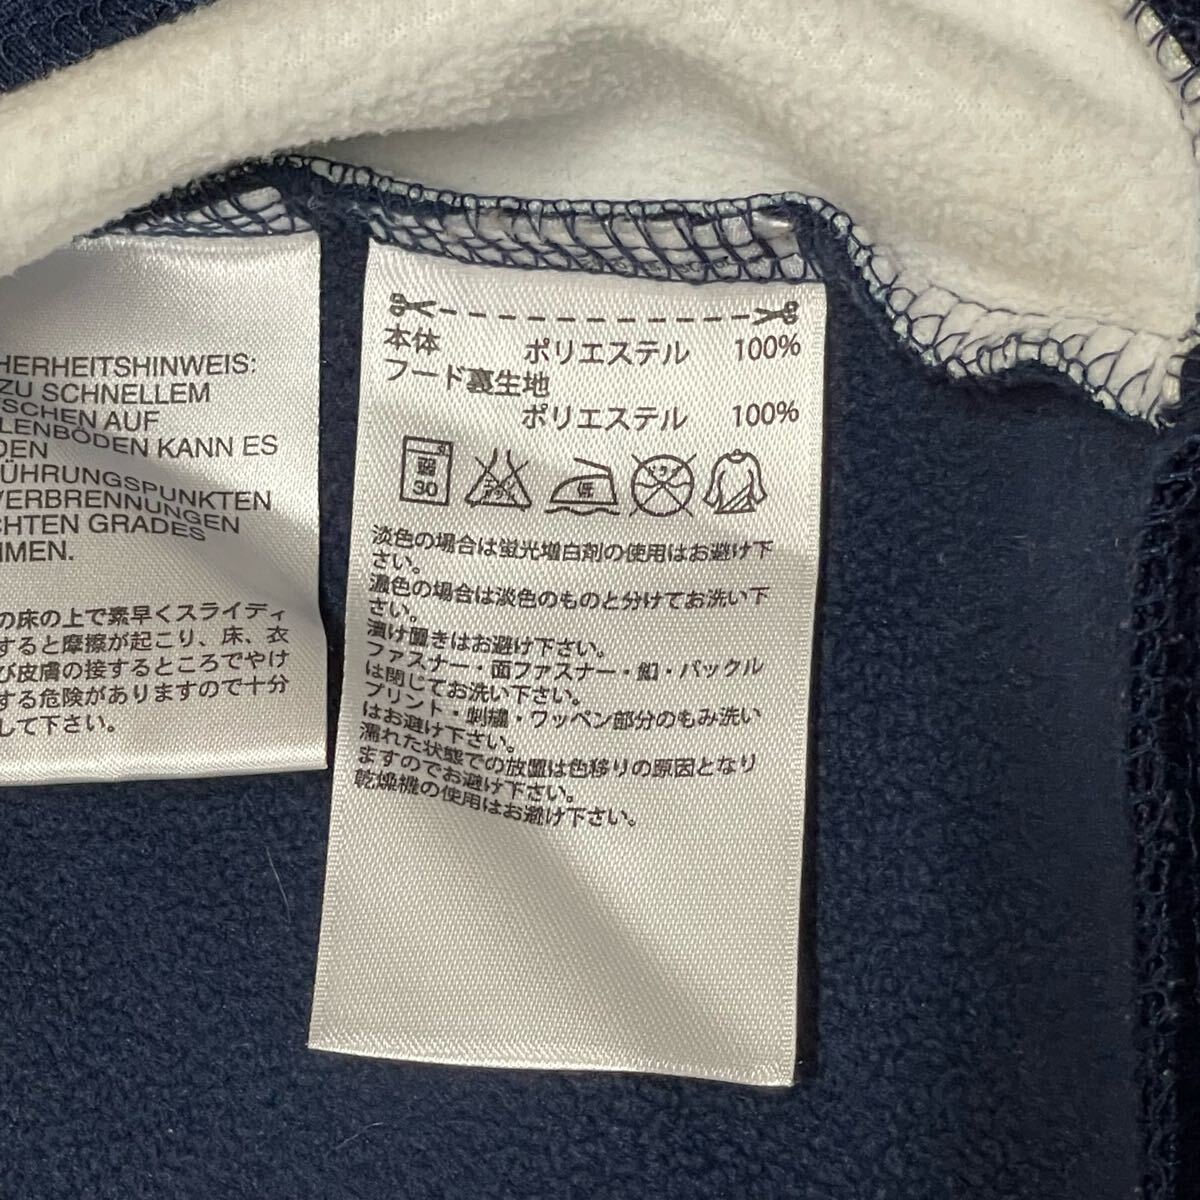 HERHEITSHINWEIS:
ZU SCHNELLEM
SCHEN AUF
LENBÖDEN KANN ES
DEN
ÜHRUNGSPUNKTEN
VERBRENNUNGEN
CHTEN GRADES
MMEN.
の床の上で素早くスライディ
すると摩擦が起こり、床、衣
び皮膚の接するところでやけ
する危険がありますので十分
して下さい。
本体 ポリエステル 100%
フード裏生地
ポリエステル 100%
弱
30
低
淡色の場合は蛍光増白剤の使用はお避け下
さい。
濃色の場合は淡色のものと分けてお洗い下
さい。
漬け置きはお避け下さい。
ファスナー・面ファスナー・釦・バックル
は閉じてお洗い下さい。
プリント・刺繍・ワッペン部分のもみ洗い
はお避け下さい。
濡れた状態での放置は色移りの原因となり
ますのでお避け下さい。
乾燥機の使用はお避け下さい。